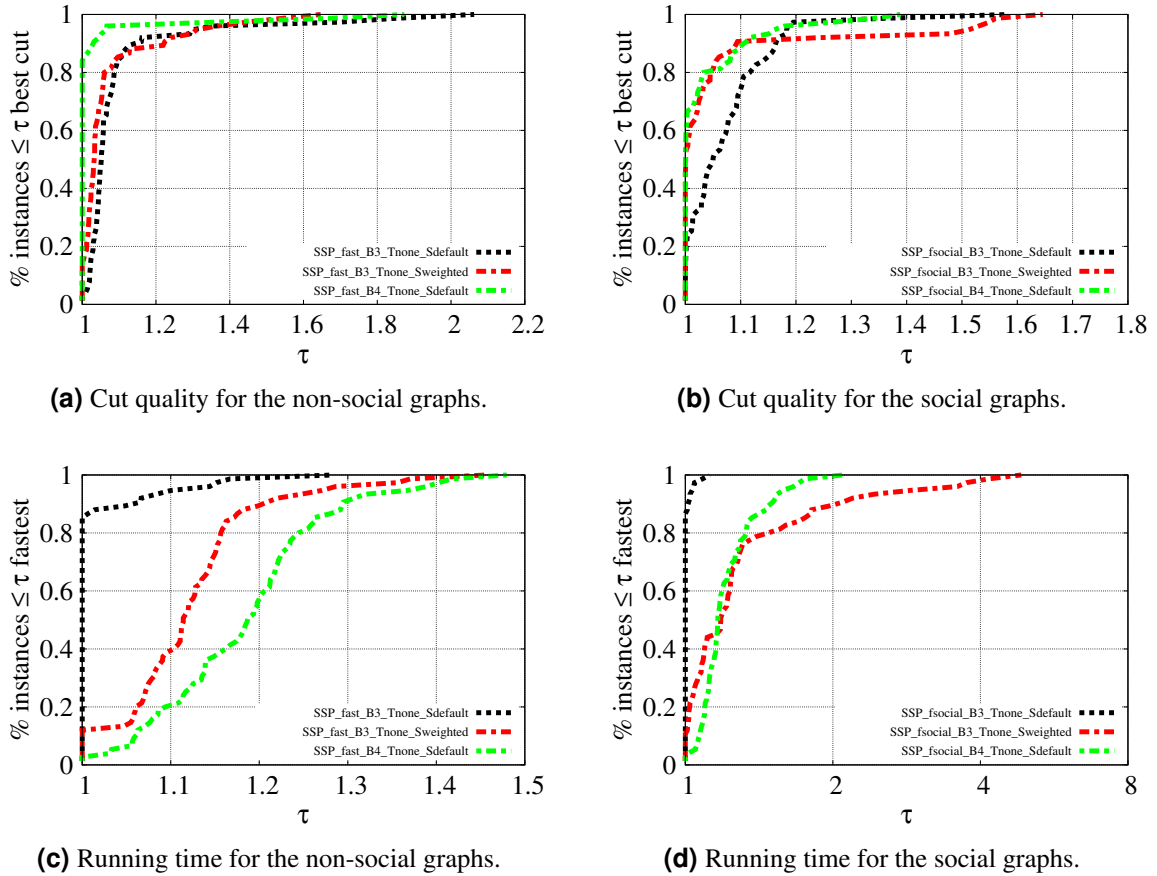 % instances ≤ τ best cut
1
0.8
0.6
0.4
0.2
0
1 1.2 1.4 1.6 1.8 2 2.2
τ
SSP_fast_B3_Tnone_Sdefault
SSP_fast_B3_Tnone_Sweighted
SSP_fast_B4_Tnone_Sdefault
(a) Cut quality for the non-social graphs.
% instances ≤ τ best cut
1
0.8
0.6
0.4
0.2
0
1 1.1 1.2 1.3 1.4 1.5 1.6 1.7 1.8
τ
SSP_fsocial_B3_Tnone_Sdefault
SSP_fsocial_B3_Tnone_Sweighted
SSP_fsocial_B4_Tnone_Sdefault
(b) Cut quality for the social graphs.
% instances ≤ τ fastest
1
0.8
0.6
0.4
0.2
0
1 1.1 1.2 1.3 1.4 1.5
τ
SSP_fast_B3_Tnone_Sdefault
SSP_fast_B3_Tnone_Sweighted
SSP_fast_B4_Tnone_Sdefault
(c) Running time for the non-social graphs.
% instances ≤ τ fastest
1
0.8
0.6
0.4
0.2
0
1 2 4 8
τ
SSP_fsocial_B3_Tnone_Sdefault
SSP_fsocial_B3_Tnone_Sweighted
SSP_fsocial_B4_Tnone_Sdefault
(d) Running time for the social graphs.